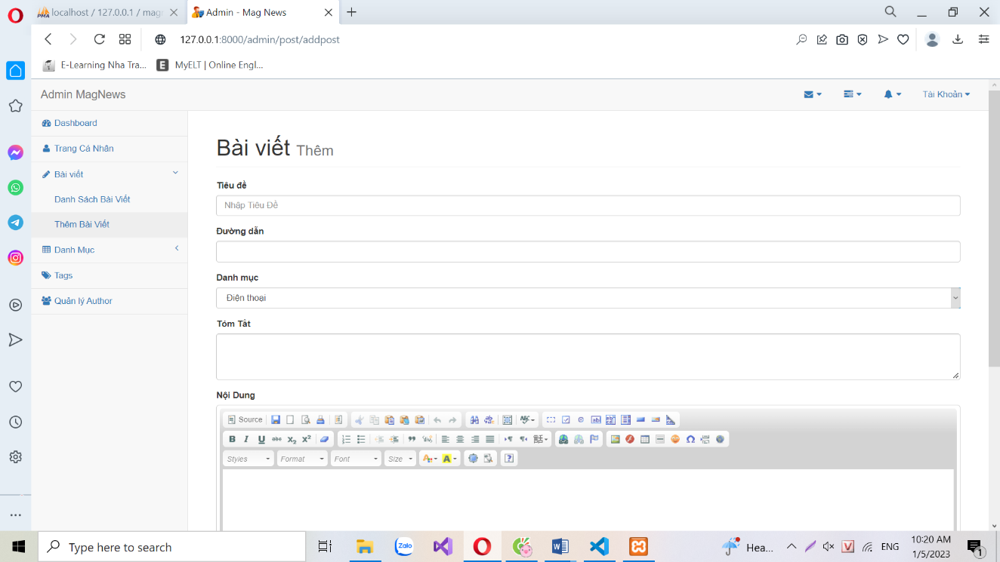 localhost / 127.0.0.1 / mag
Admin - Mag News
127.0.0.1:8000/admin/post/addpost
E-Learning Nha Tra...
MyELT | Online Engl...
Admin MagNews
Tài Khoản
Dashboard
Trang Cá Nhân
Bài viết
Danh Sách Bài Viết
Thêm Bài Viết
Danh Mục
Tags
Quản lý Author
Bài viết Thêm
Tiêu đề
Nhập Tiêu Đề
Đường dẫn
Danh mục
Điện thoại
Tóm Tắt
Nội Dung
Source
Styles
Format
Font
Size
Type here to search
Zalo
Hea...
ENG
10:20 AM
1/5/2023
1